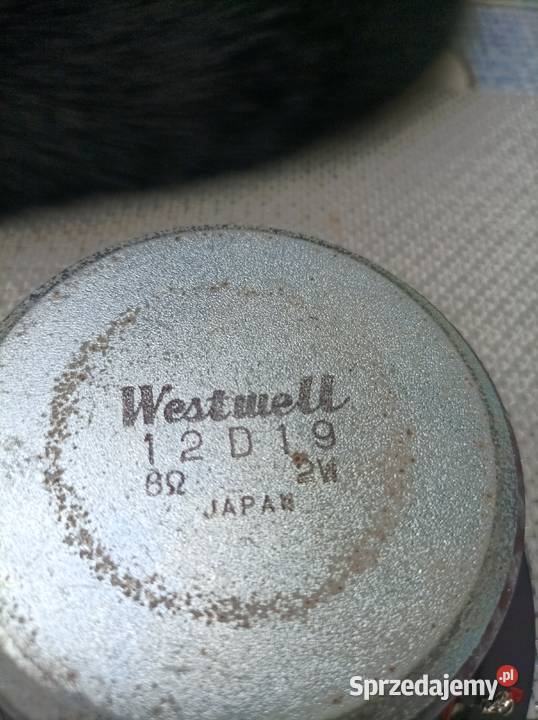 Westwell
12D19
8Ω 2W
JAPAN
Sprzedajemy.pl